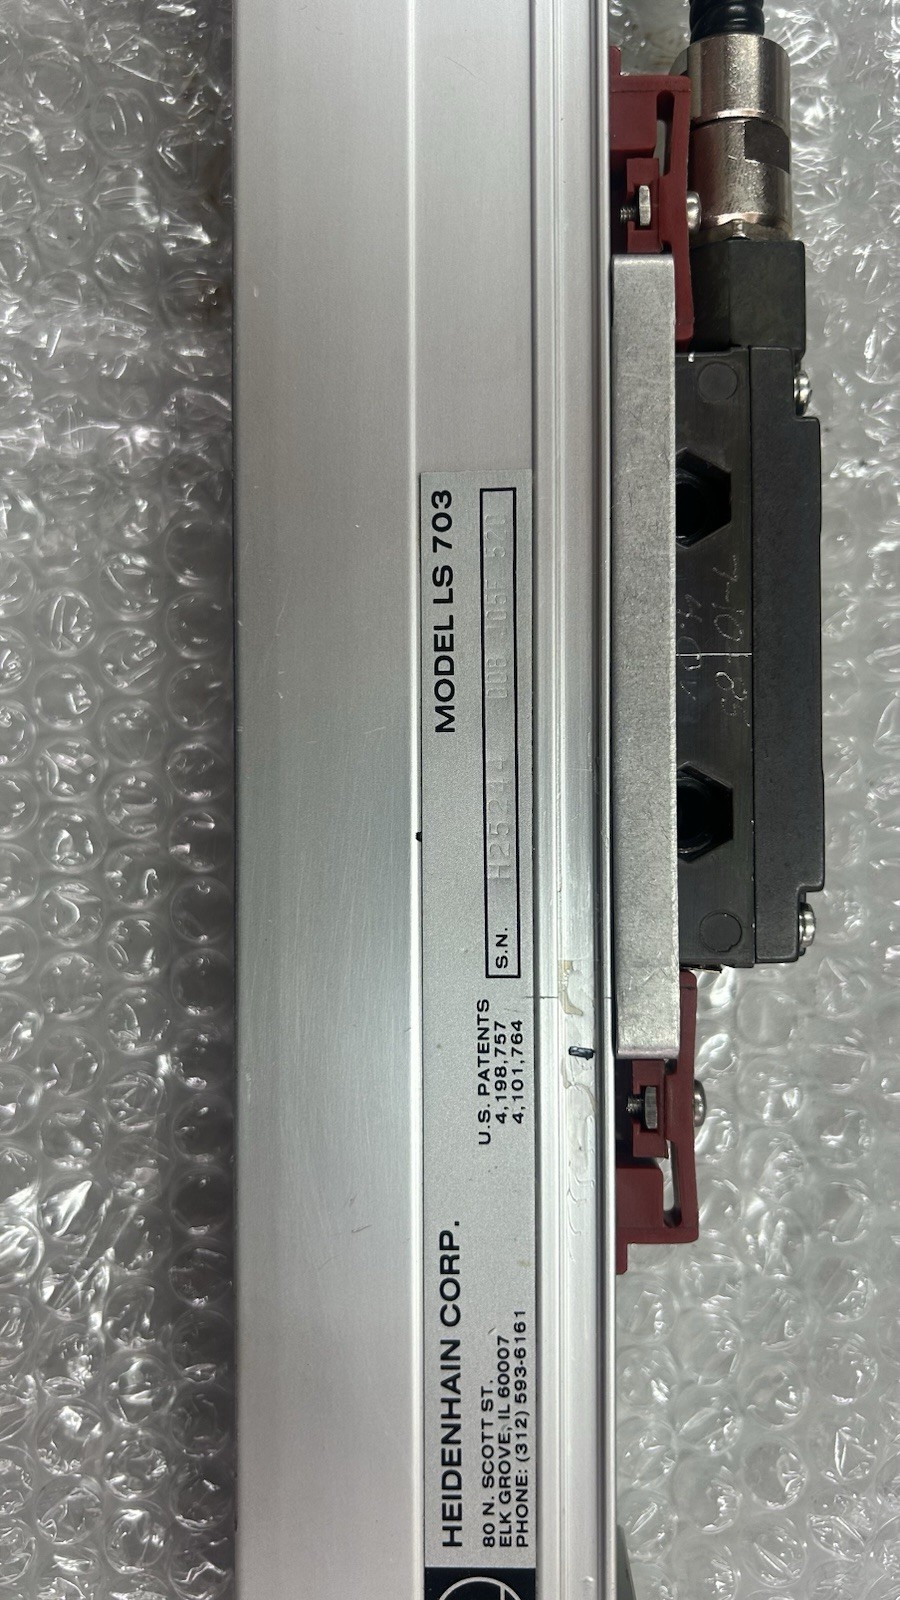 HEIDENHAIN CORP.
80 N. SCOTT ST.
ELK GROVE, IL 60007
PHONE: (312) 593-6161
U.S. PATENTS
4,198,757
4,101,764
MODEL LS 703
S.N.